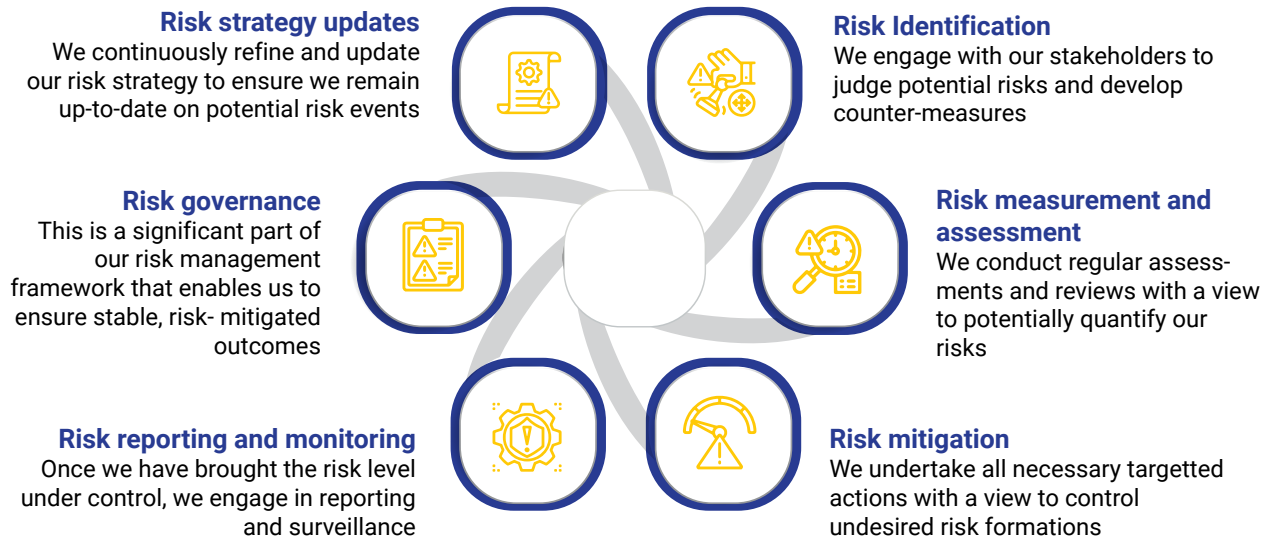 Risk strategy updates
We continuously refine and update
our risk strategy to ensure we remain
up-to-date on potential risk events
Risk Identification
We engage with our stakeholders to
judge potential risks and develop
counter-measures
Risk governance
This is a significant part of
our risk management
framework that enables us to
ensure stable, risk- mitigated
outcomes
Risk measurement and
assessment
We conduct regular assess-
ments and reviews with a view
to potentially quantify our
risks
Risk reporting and monitoring
Once we have brought the risk level
under control, we engage in reporting
and surveillance
Risk mitigation
We undertake all necessary targetted
actions with a view to control
undesired risk formations